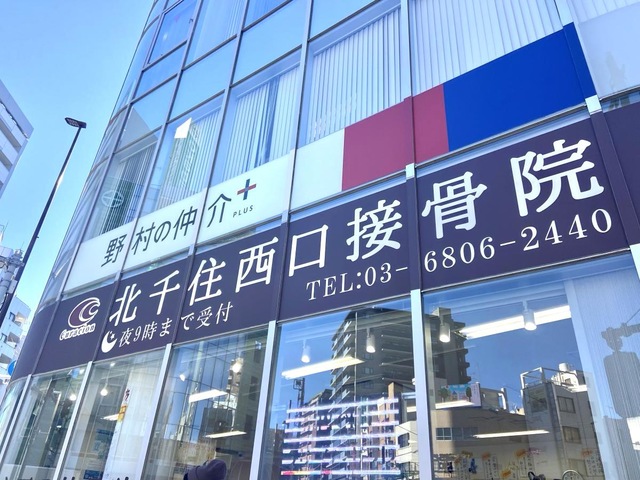 野村の仲介+
PLUS
北千住西口接骨院
Caration
夜9時まで受付
TEL:03-6806-2440